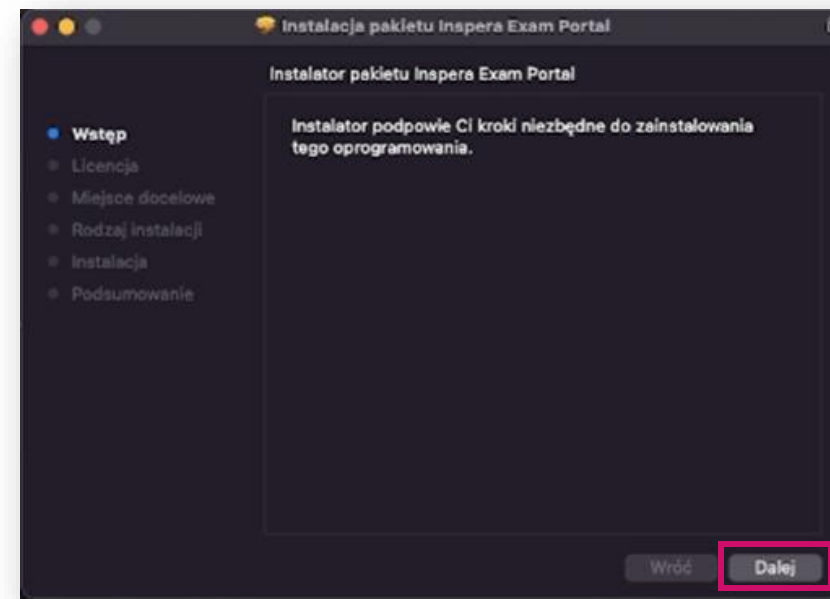 Instalacja pakietu Inspera Exam Portal
Instalator pakietu Inspera Exam Portal
Wstęp
Licencja
Miejsce docelowe
Rodzaj instalacji
Instalacja
Podsumowanie
Instalator podpowie Ci kroki niezbędne do zainstalowania
tego oprogramowania.
Wróć
Dalej